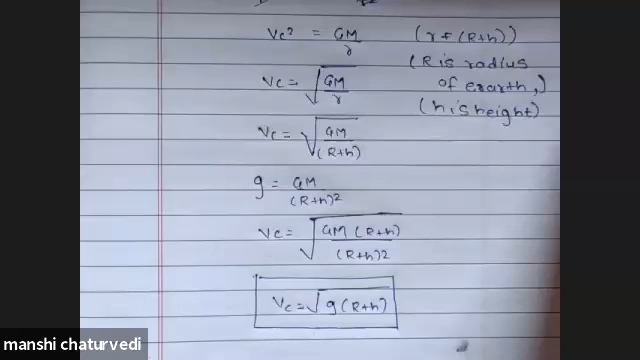 Vc² = GM/r (r = (R+h))
(R is radius
Vc = √GM/r of earath,)
(h is height)
Vc = √GM/(R+h)
g = GM/(R+h)2
Vc = √GM(R+h)/(R+h)2
Vc = √g(R+h)
manshi chaturvedi